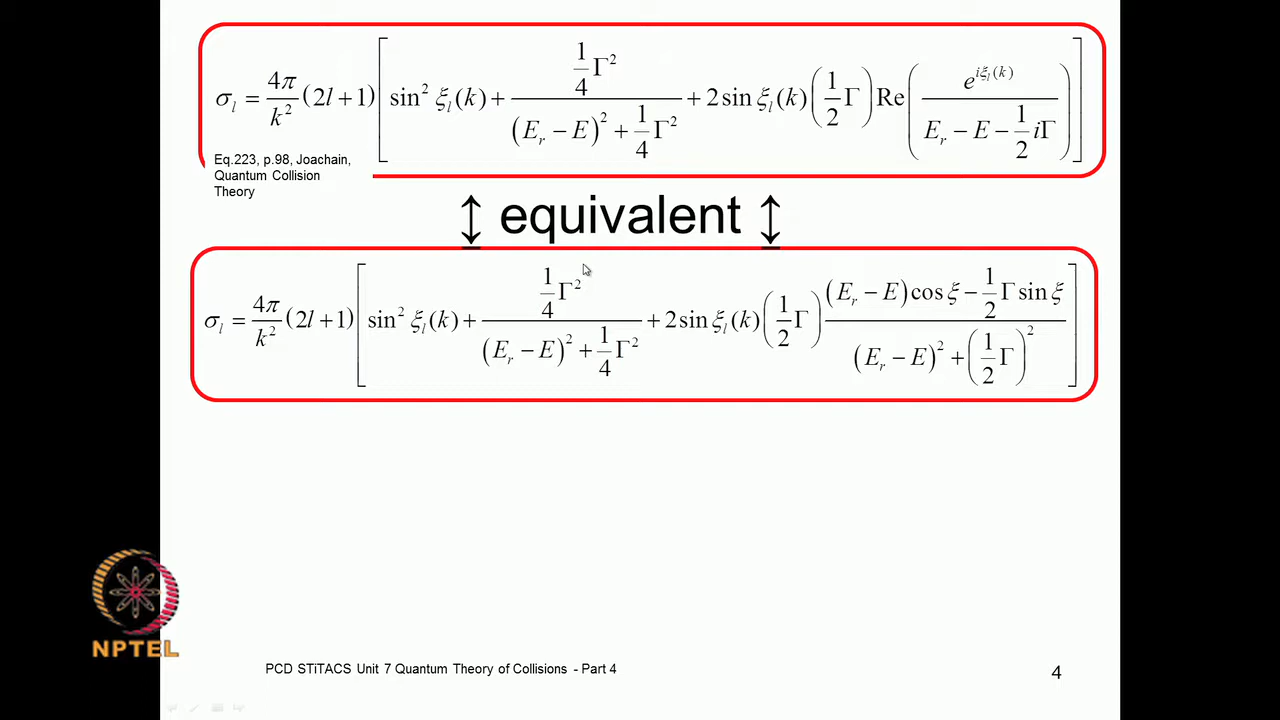 σ_l = 4π/k² (2l+1) [ sin² ξ_l(k) + (1/4 Γ²)/((E_r − E)² + 1/4 Γ²) + 2 sin ξ_l(k) (1/2 Γ) Re( e^{iξ_l(k)} / (E_r − E − 1/2 iΓ) ) ]
Eq.223, p.98, Joachain,
Quantum Collision
Theory
↕ equivalent ↕
σ_l = 4π/k² (2l+1) [ sin² ξ_l(k) + (1/4 Γ²)/((E_r − E)² + 1/4 Γ²) + 2 sin ξ_l(k) (1/2 Γ) ((E_r − E) cos ξ − 1/2 Γ sin ξ)/((E_r − E)² + (1/2 Γ)²) ]
NPTEL
PCD STiTACS Unit 7 Quantum Theory of Collisions - Part 4
4